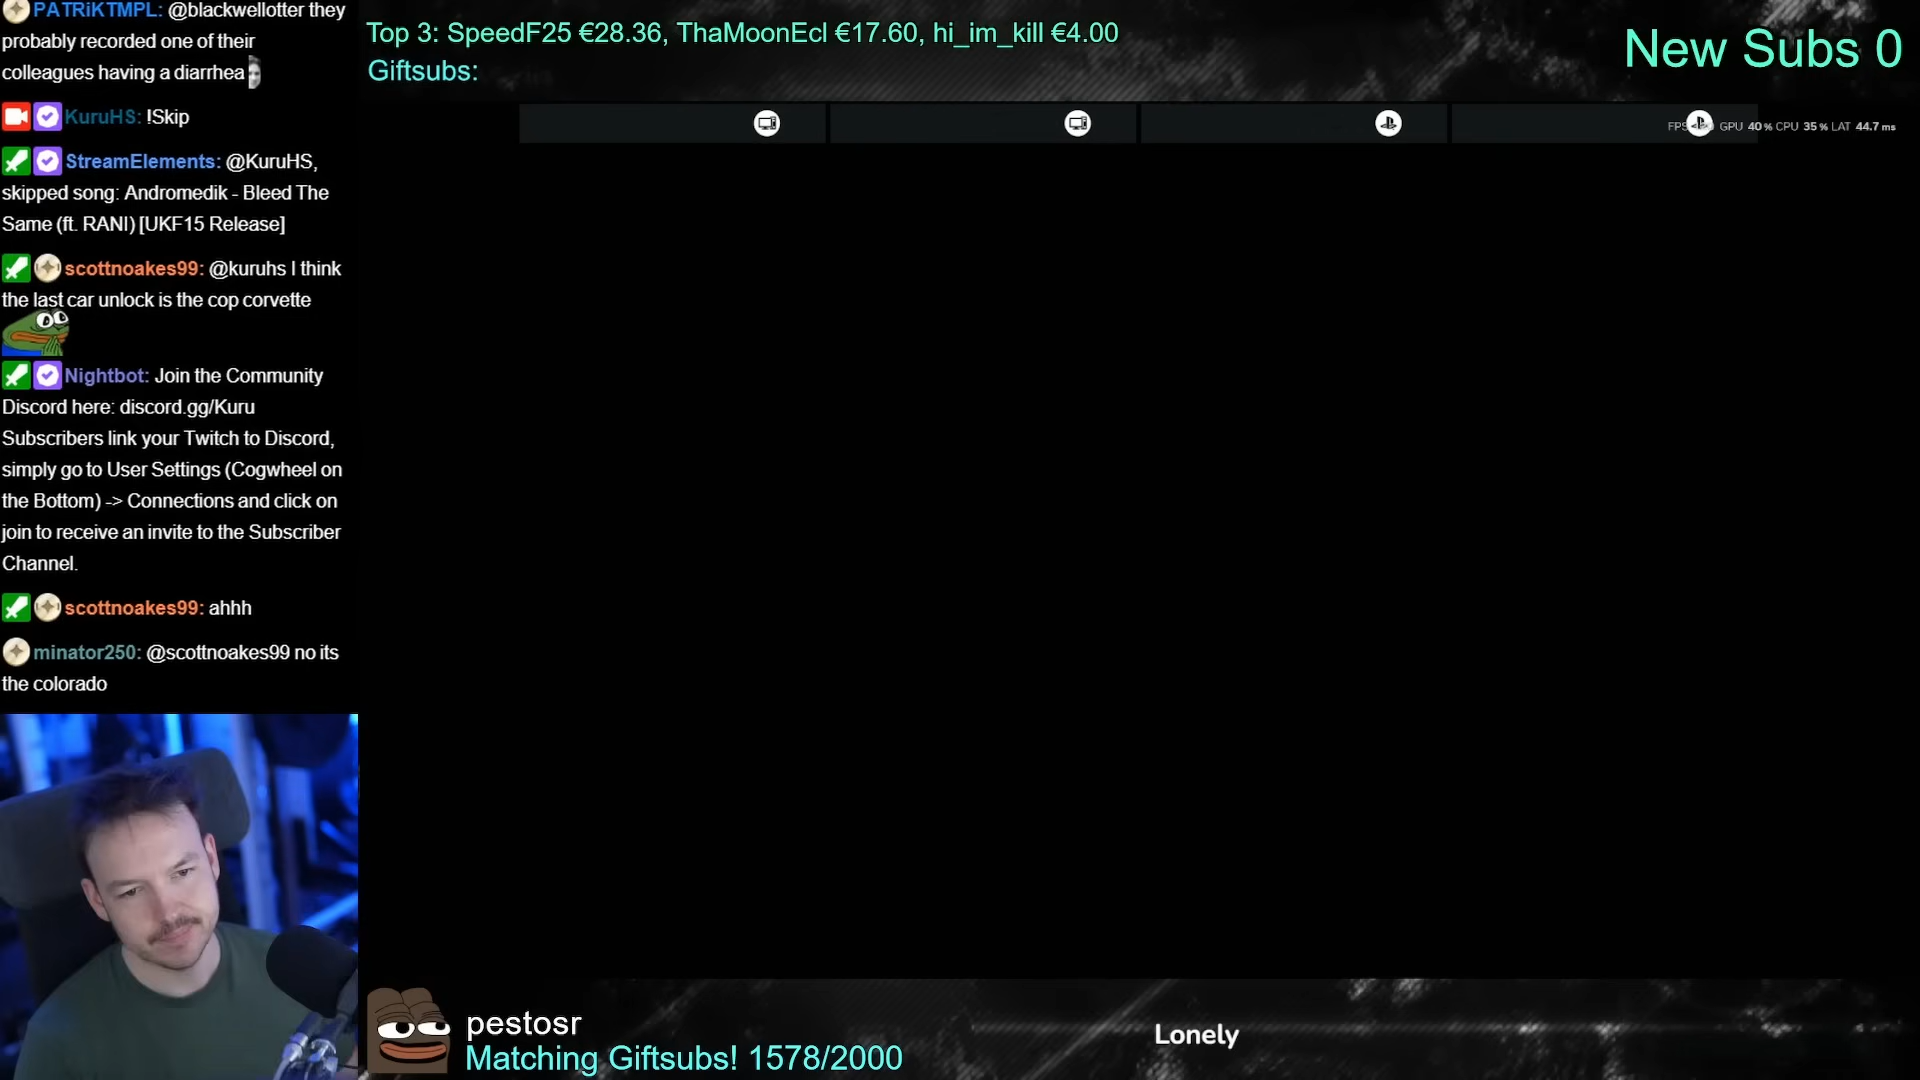 PATRiKTMPL: @blackwellotter they
probably recorded one of their
colleagues having a diarrhea
KuruHS: !Skip
StreamElements: @KuruHS,
skipped song: Andromedik - Bleed The
Same (ft. RANI) [UKF15 Release]
scottnoakes99: @kuruhs I think
the last car unlock is the cop corvette
Nightbot: Join the Community
Discord here: discord.gg/Kuru
Subscribers link your Twitch to Discord,
simply go to User Settings (Cogwheel on
the Bottom) -> Connections and click on
join to receive an invite to the Subscriber
Channel.
scottnoakes99: ahhh
minator250: @scottnoakes99 no its
the colorado
Top 3: SpeedF25 €28.36, ThaMoonEcl €17.60, hi_im_kill €4.00
Giftsubs:
New Subs 0
FPS GPU 40 % CPU 35 % LAT 44.7 ms
pestosr
Matching Giftsubs! 1578/2000
Lonely